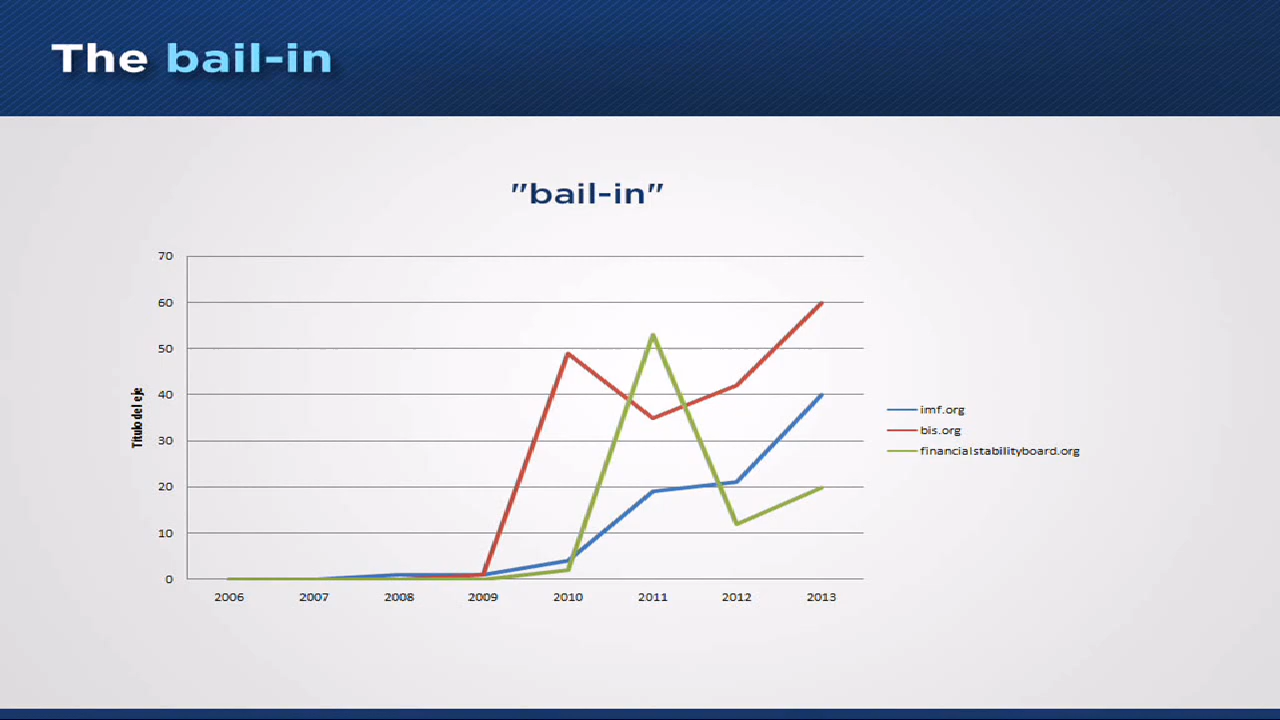 The bail-in
"bail-in"
70
60
50
40
30
20
10
0
Título del eje
2006 2007 2008 2009 2010 2011 2012 2013
imf.org
bis.org
financialstabilityboard.org